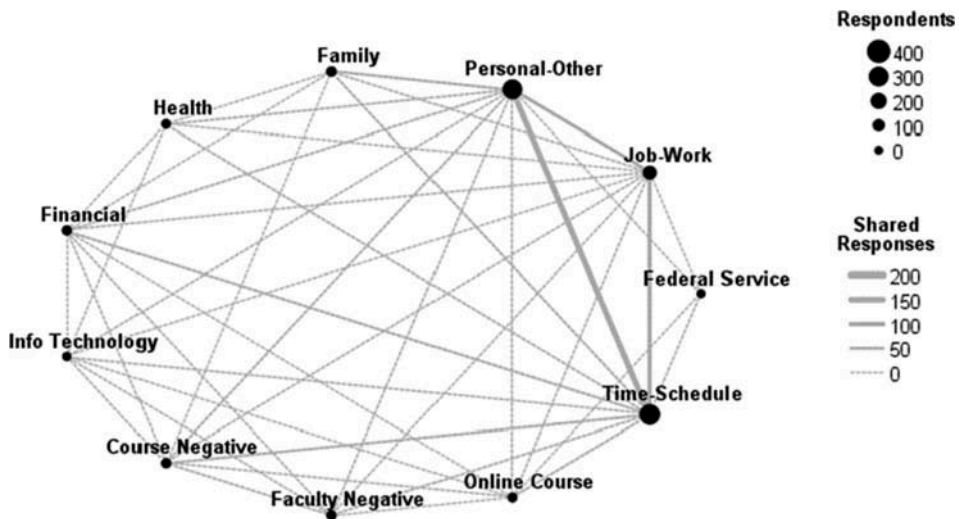 Respondents
400
300
200
100
0
Family
Personal-Other
Health
Job-Work
Financial
Shared
Responses
200
150
100
50
0
Federal Service
Info Technology
Time-Schedule
Course Negative
Online Course
Faculty Negative